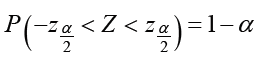 P(-z_{α/2} < Z < z_{α/2}) = 1 - α